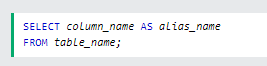 SELECT column_name AS alias_name
FROM table_name;